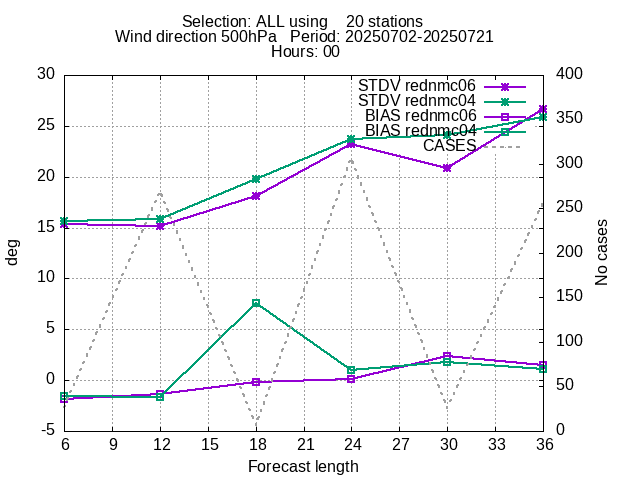 Selection: ALL using    20 stations
Wind direction 500hPa   Period: 20250702-20250721
Hours: 00
STDV rednmc06
STDV rednmc04
BIAS rednmc06
BIAS rednmc04
CASES
30
25
20
15
10
5
0
-5
deg
400
350
300
250
200
150
100
50
0
No cases
6 9 12 15 18 21 24 27 30 33 36
Forecast length